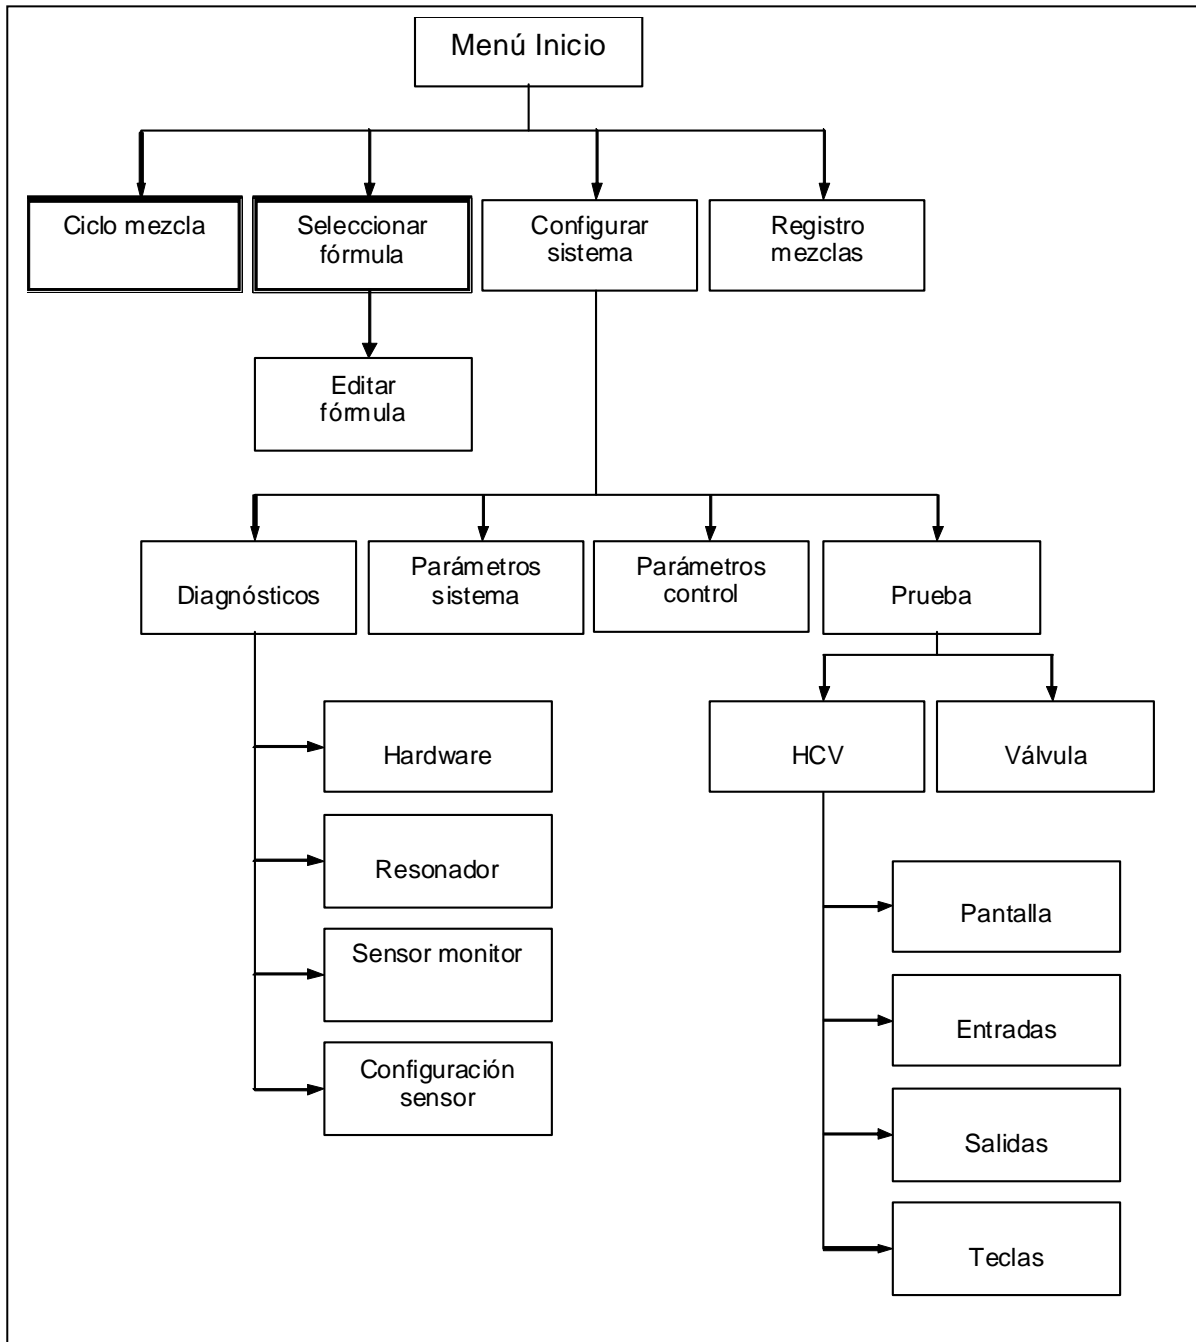 Menú Inicio
Ciclo mezcla
Seleccionar
fórmula
Configurar
sistema
Registro
mezclas
Editar
fórmula
Diagnósticos
Parámetros
sistema
Parámetros
control
Prueba
Hardware
HCV
Válvula
Resonador
Pantalla
Sensor monitor
Entradas
Configuración
sensor
Salidas
Teclas